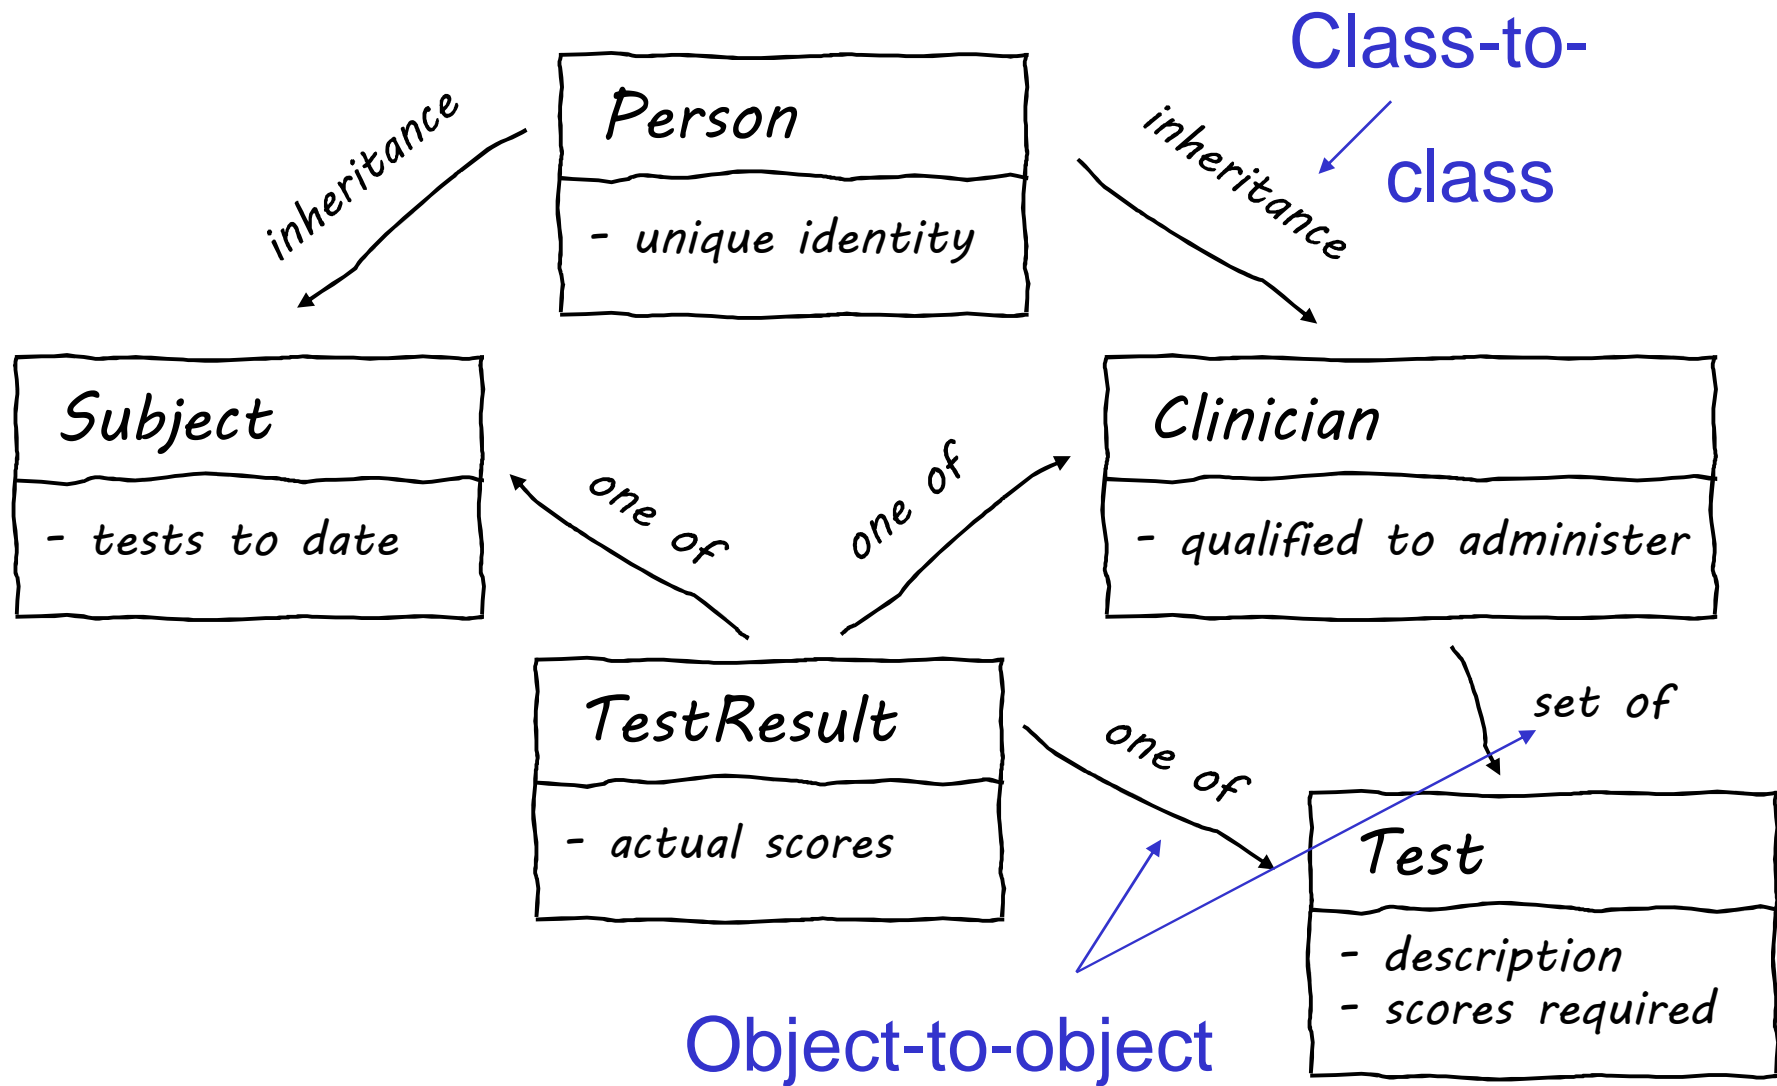 Class-to-
class
Person
- unique identity
inheritance
inheritance
Subject
- tests to date
Clinician
- qualified to administer
one of
one of
TestResult
- actual scores
one of
set of
Test
- description
- scores required
Object-to-object